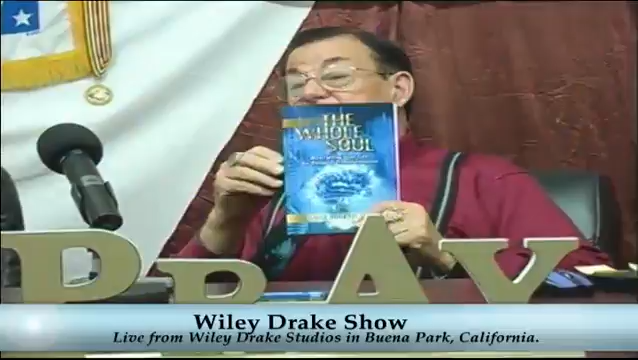 THE
WHOLE
SOUL
PRAY
Wiley Drake Show
Live from Wiley Drake Studios in Buena Park, California.